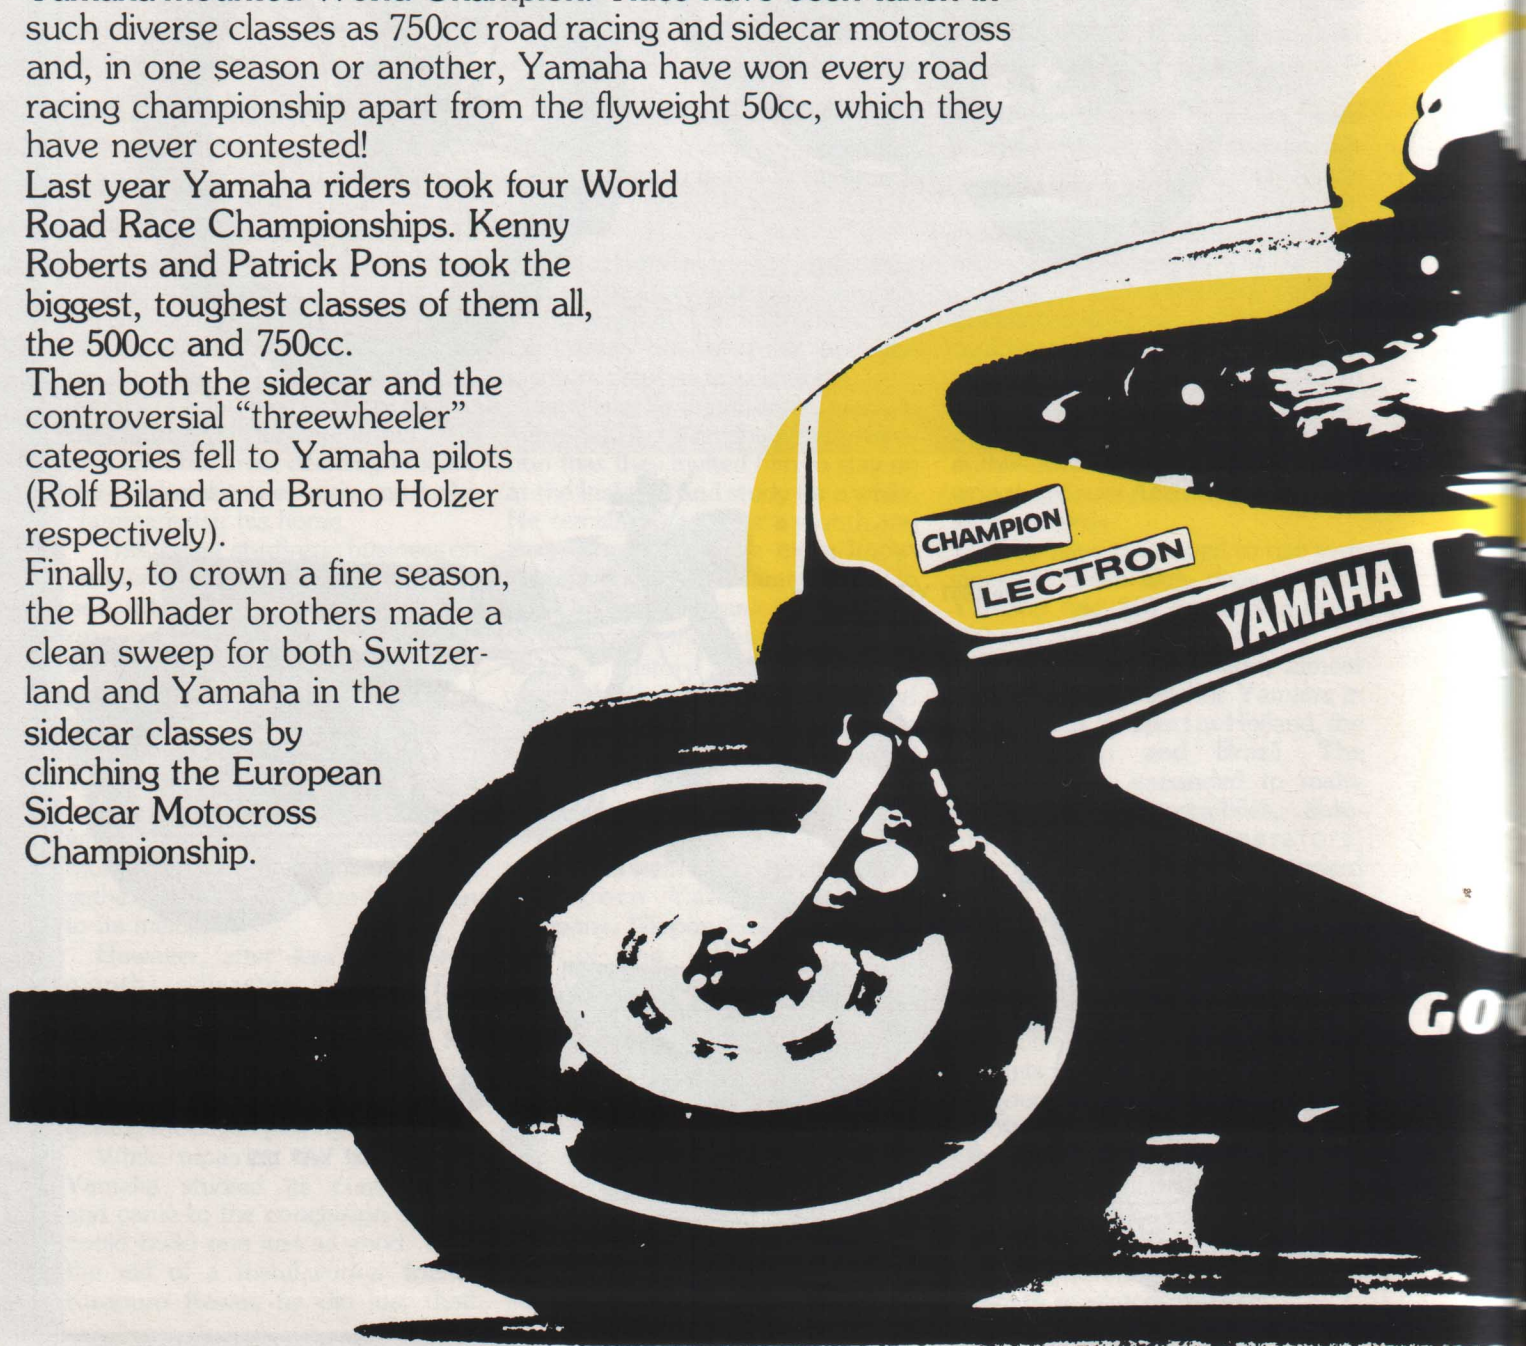 such diverse classes as 750cc road racing and sidecar motocross
and, in one season or another, Yamaha have won every road
racing championship apart from the flyweight 50cc, which they
have never contested!
Last year Yamaha riders took four World
Road Race Championships. Kenny
Roberts and Patrick Pons took the
biggest, toughest classes of them all,
the 500cc and 750cc.
Then both the sidecar and the
controversial “threewheeler”
categories fell to Yamaha pilots
(Rolf Biland and Bruno Holzer
respectively).
Finally, to crown a fine season,
the Bollhader brothers made a
clean sweep for both Switzer-
land and Yamaha in the
sidecar classes by
clinching the European
Sidecar Motocross
Championship.
CHAMPION
LECTRON
YAMAHA
GO